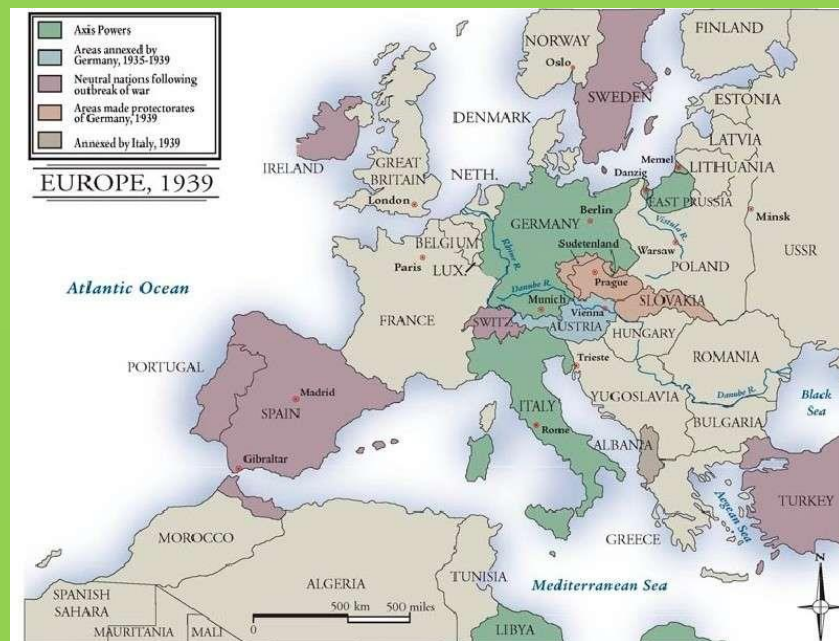 Axis Powers
Areas annexed by
Germany, 1935-1939
Neutral nations following
outbreak of war
Areas made protectorates
of Germany, 1939
Annexed by Italy, 1939
EUROPE, 1939
NORWAY
Oslo
FINLAND
SWEDEN
ESTONIA
LATVIA
DENMARK
IRELAND
GREAT
BRITAIN
London
NETH.
Memel
LITHUANIA
Danzig
EAST PRUSSIA
Minsk
USSR
GERMANY
Berlin
Vistula R.
Warsaw
POLAND
BELGIUM
Rhine R.
Sudetenland
Paris
LUX.
Prague
Atlantic Ocean
Danube R.
Munich
SLOVAKIA
Vienna
FRANCE
SWITZ
AUSTRIA
HUNGARY
Trieste
ROMANIA
PORTUGAL
Madrid
SPAIN
ITALY
YUGOSLAVIA
Danube R.
Black
Sea
Rome
BULGARIA
ALBANIA
Gibraltar
Aegean Sea
TURKEY
MOROCCO
GREECE
N
TUNISIA
ALGERIA
Mediterranean Sea
SPANISH
SAHARA
500 km
500 miles
0
MAURITANIA
MALI
LIBYA